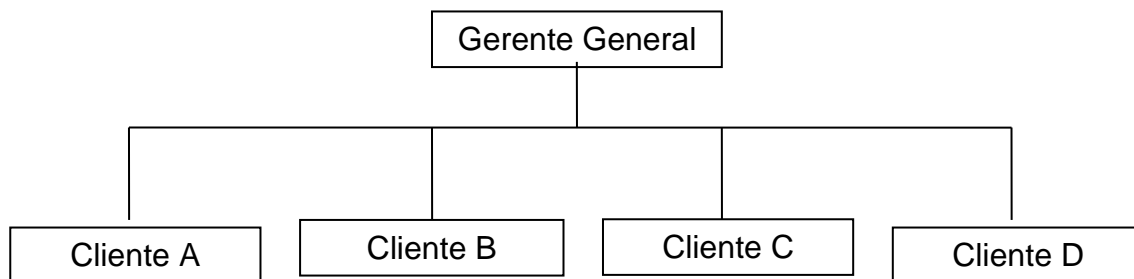 Gerente General
Cliente A
Cliente B
Cliente C
Cliente D